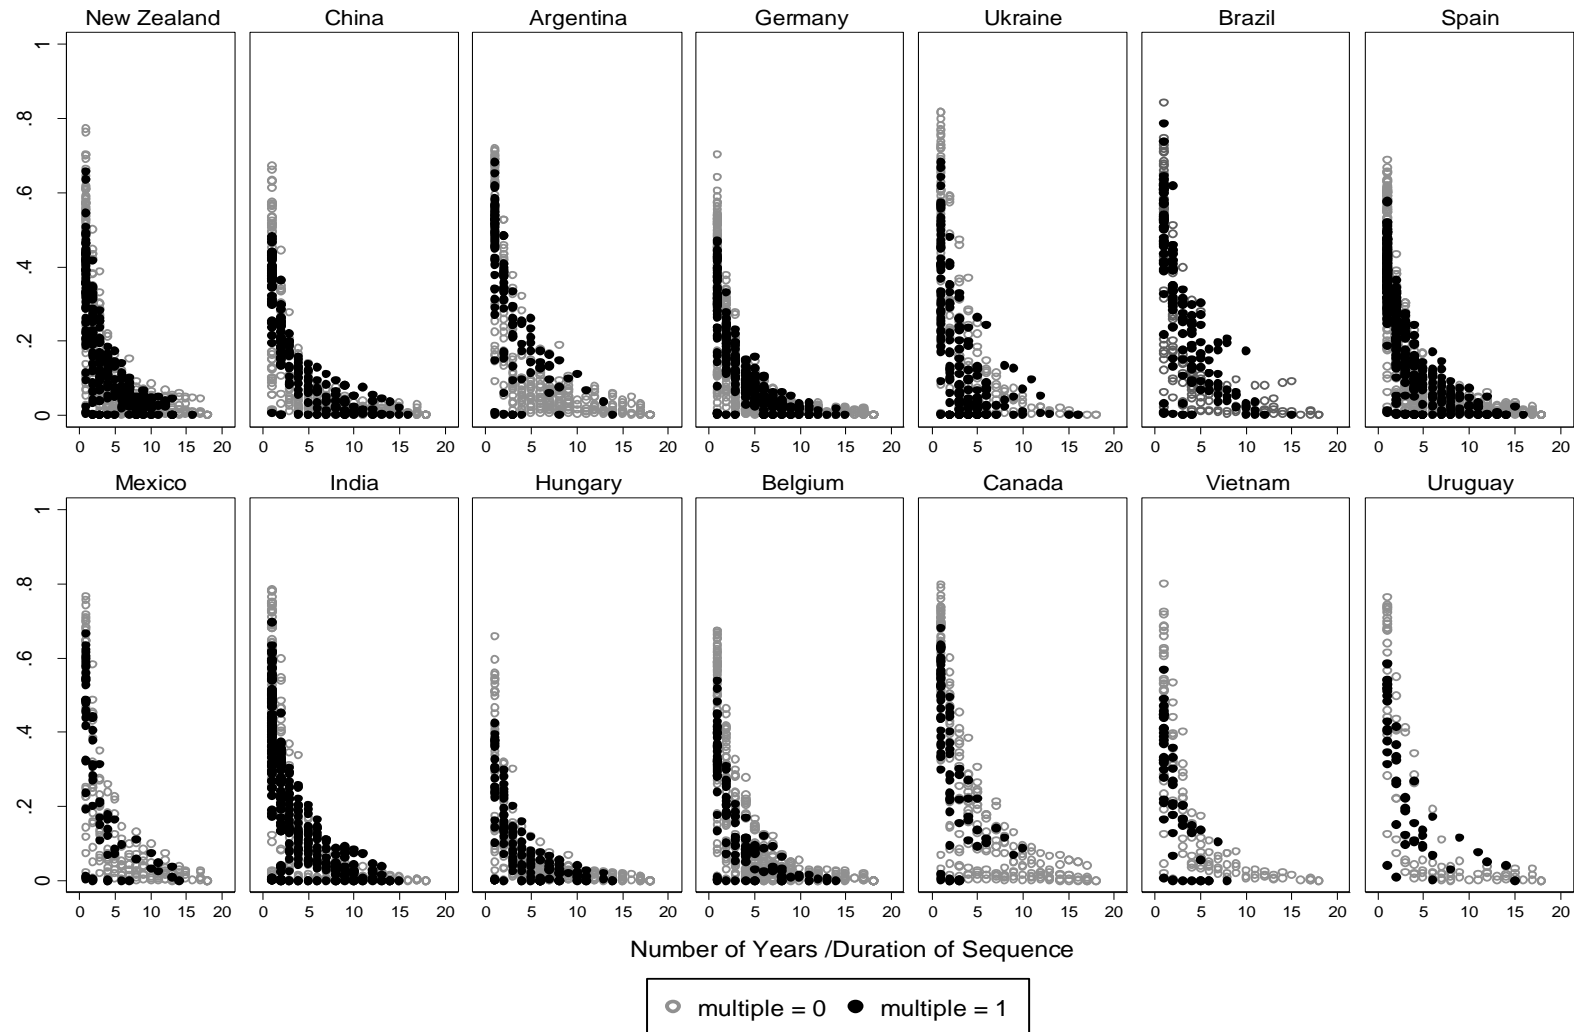 New Zealand China Argentina Germany Ukraine Brazil Spain
1
.8
.6
.4
.2
0
0 5 10 15 20 0 5 10 15 20 0 5 10 15 20 0 5 10 15 20 0 5 10 15 20 0 5 10 15 20 0 5 10 15 20
Mexico India Hungary Belgium Canada Vietnam Uruguay
1
.8
.6
.4
.2
0
0 5 10 15 20 0 5 10 15 20 0 5 10 15 20 0 5 10 15 20 0 5 10 15 20 0 5 10 15 20 0 5 10 15 20
Number of Years /Duration of Sequence
multiple = 0 multiple = 1